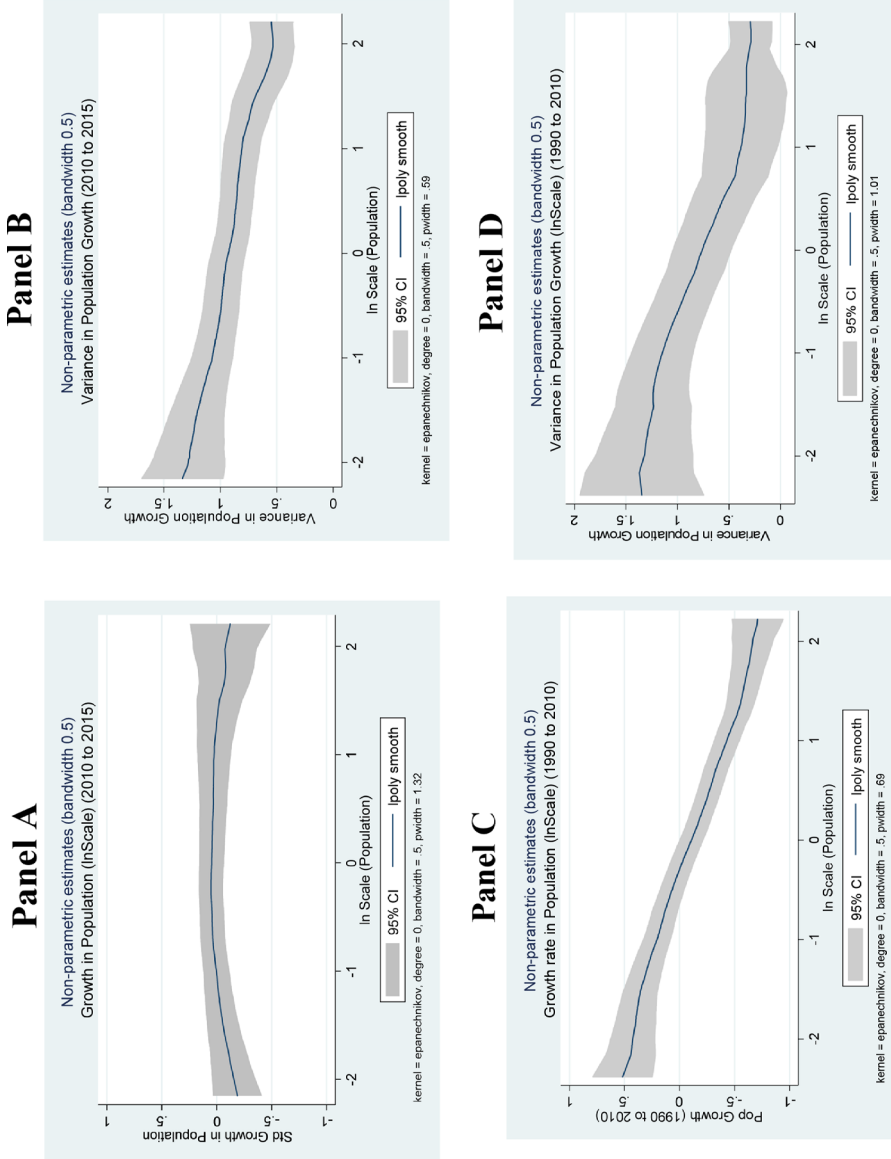 Panel A
Non-parametric estimates (bandwidth 0.5)
Growth in Population (lnScale) (2010 to 2015)
Std Growth in Population
1
.5
0
-.5
-1
-2
-1
0
1
2
ln Scale (Population)
95% CI
lpoly smooth
kernel = epanechnikov, degree = 0, bandwidth = .5, pwidth = 1.32
Panel B
Non-parametric estimates (bandwidth 0.5)
Variance in Population Growth (2010 to 2015)
Variance in Population Growth
2
1.5
1
.5
0
-2
-1
0
1
2
ln Scale (Population)
95% CI
lpoly smooth
kernel = epanechnikov, degree = 0, bandwidth = .5, pwidth = .59
Panel C
Non-parametric estimates (bandwidth 0.5)
Growth rate in Population (lnScale) (1990 to 2010)
Pop Growth (1990 to 2010)
1
.5
0
-.5
-1
-2
-1
0
1
2
ln Scale (Population)
95% CI
lpoly smooth
kernel = epanechnikov, degree = 0, bandwidth = .5, pwidth = .69
Panel D
Non-parametric estimates (bandwidth 0.5)
Variance in Population Growth (lnScale) (1990 to 2010)
Variance in Population Growth
2
1.5
1
.5
0
-2
-1
0
1
2
ln Scale (Population)
95% CI
lpoly smooth
kernel = epanechnikov, degree = 0, bandwidth = .5, pwidth = 1.01